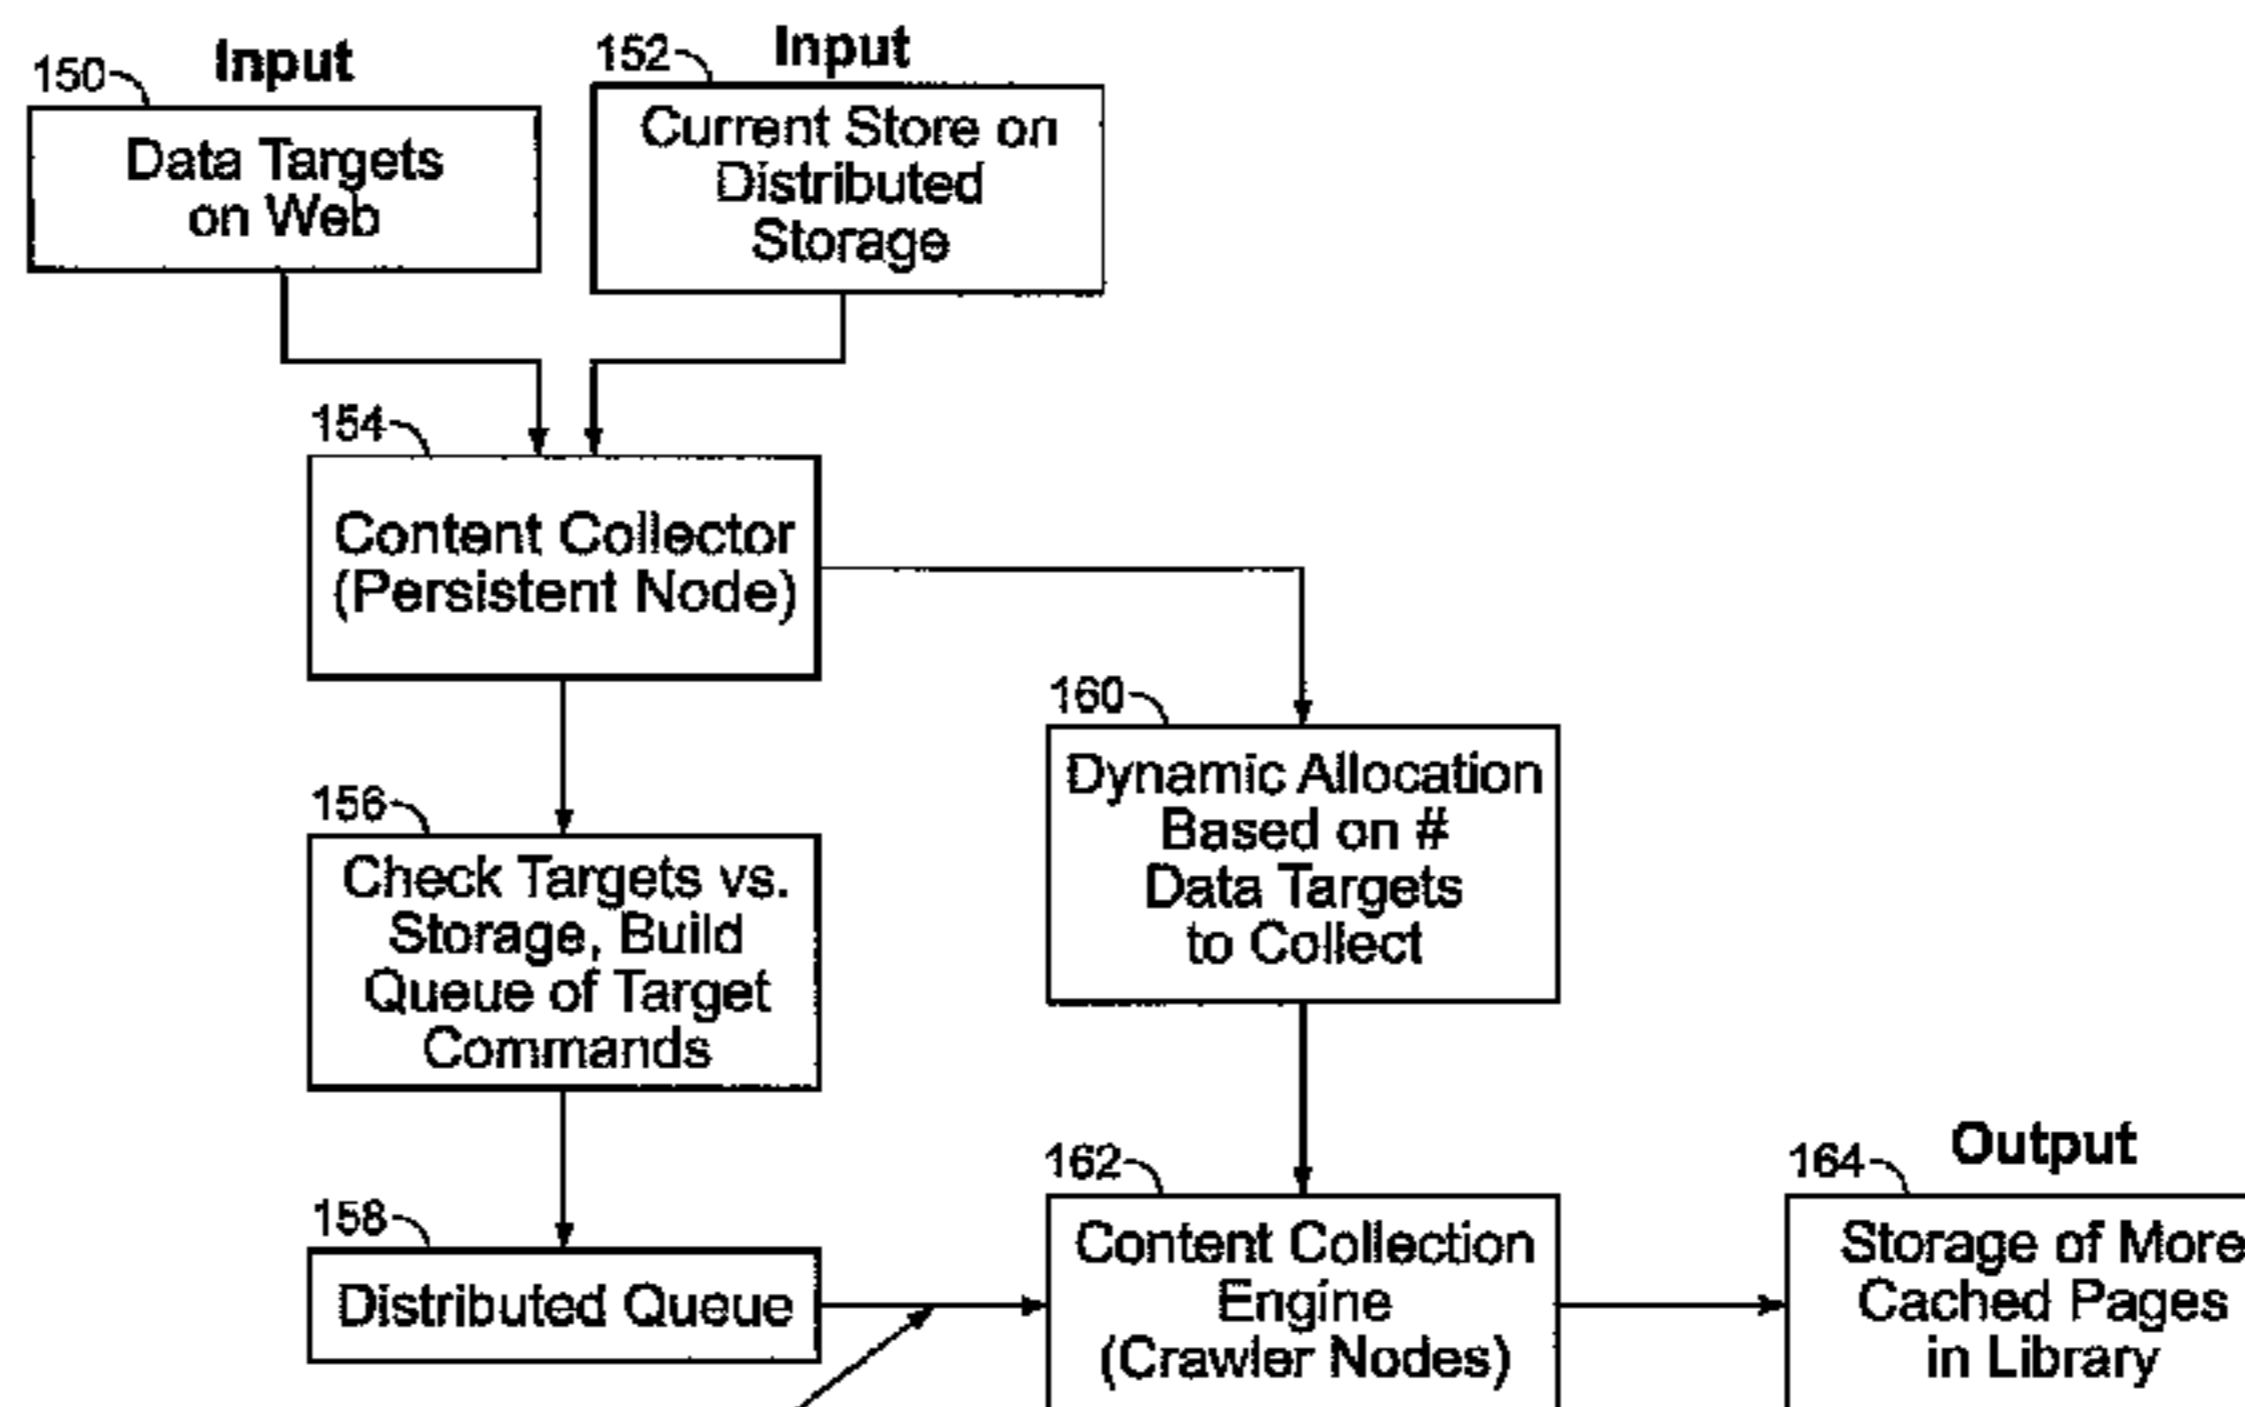 150
Input
Data Targets
on Web
152
Input
Current Store on
Distributed
Storage
154
Content Collector
(Persistent Node)
156
Check Targets vs.
Storage, Build
Queue of Target
Commands
158
Distributed Queue
160
Dynamic Allocation
Based on #
Data Targets
to Collect
162
Content Collection
Engine
(Crawler Nodes)
164
Output
Storage of More
Cached Pages
in Library